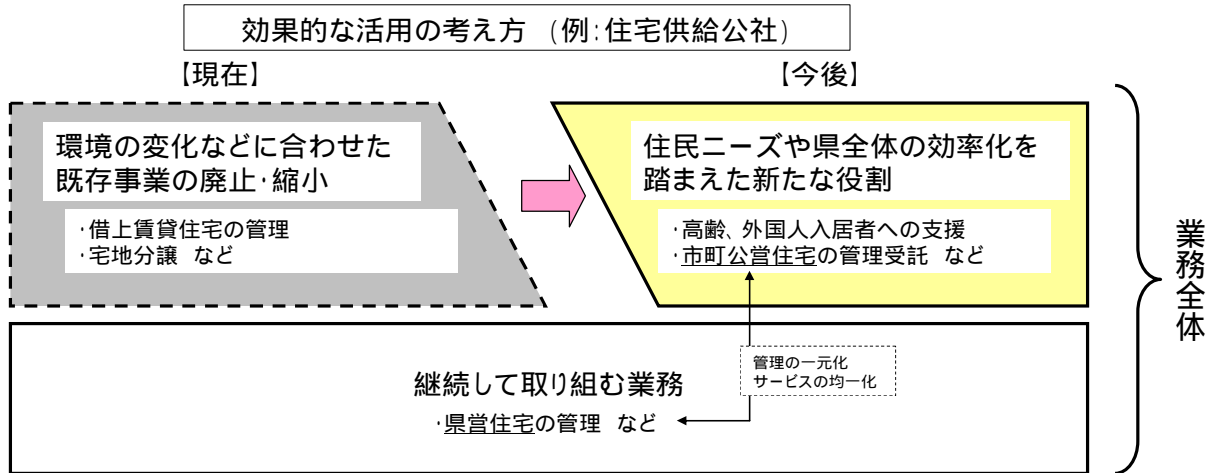 効果的な活用の考え方 (例:住宅供給公社)
【現在】
【今後】
環境の変化などに合わせた
既存事業の廃止・縮小
・借上賃貸住宅の管理
・宅地分譲 など
住民ニーズや県全体の効率化を
踏まえた新たな役割
・高齢、外国人入居者への支援
・市町公営住宅の管理受託 など
業務全体
管理の一元化
サービスの均一化
継続して取り組む業務
・県営住宅の管理 など